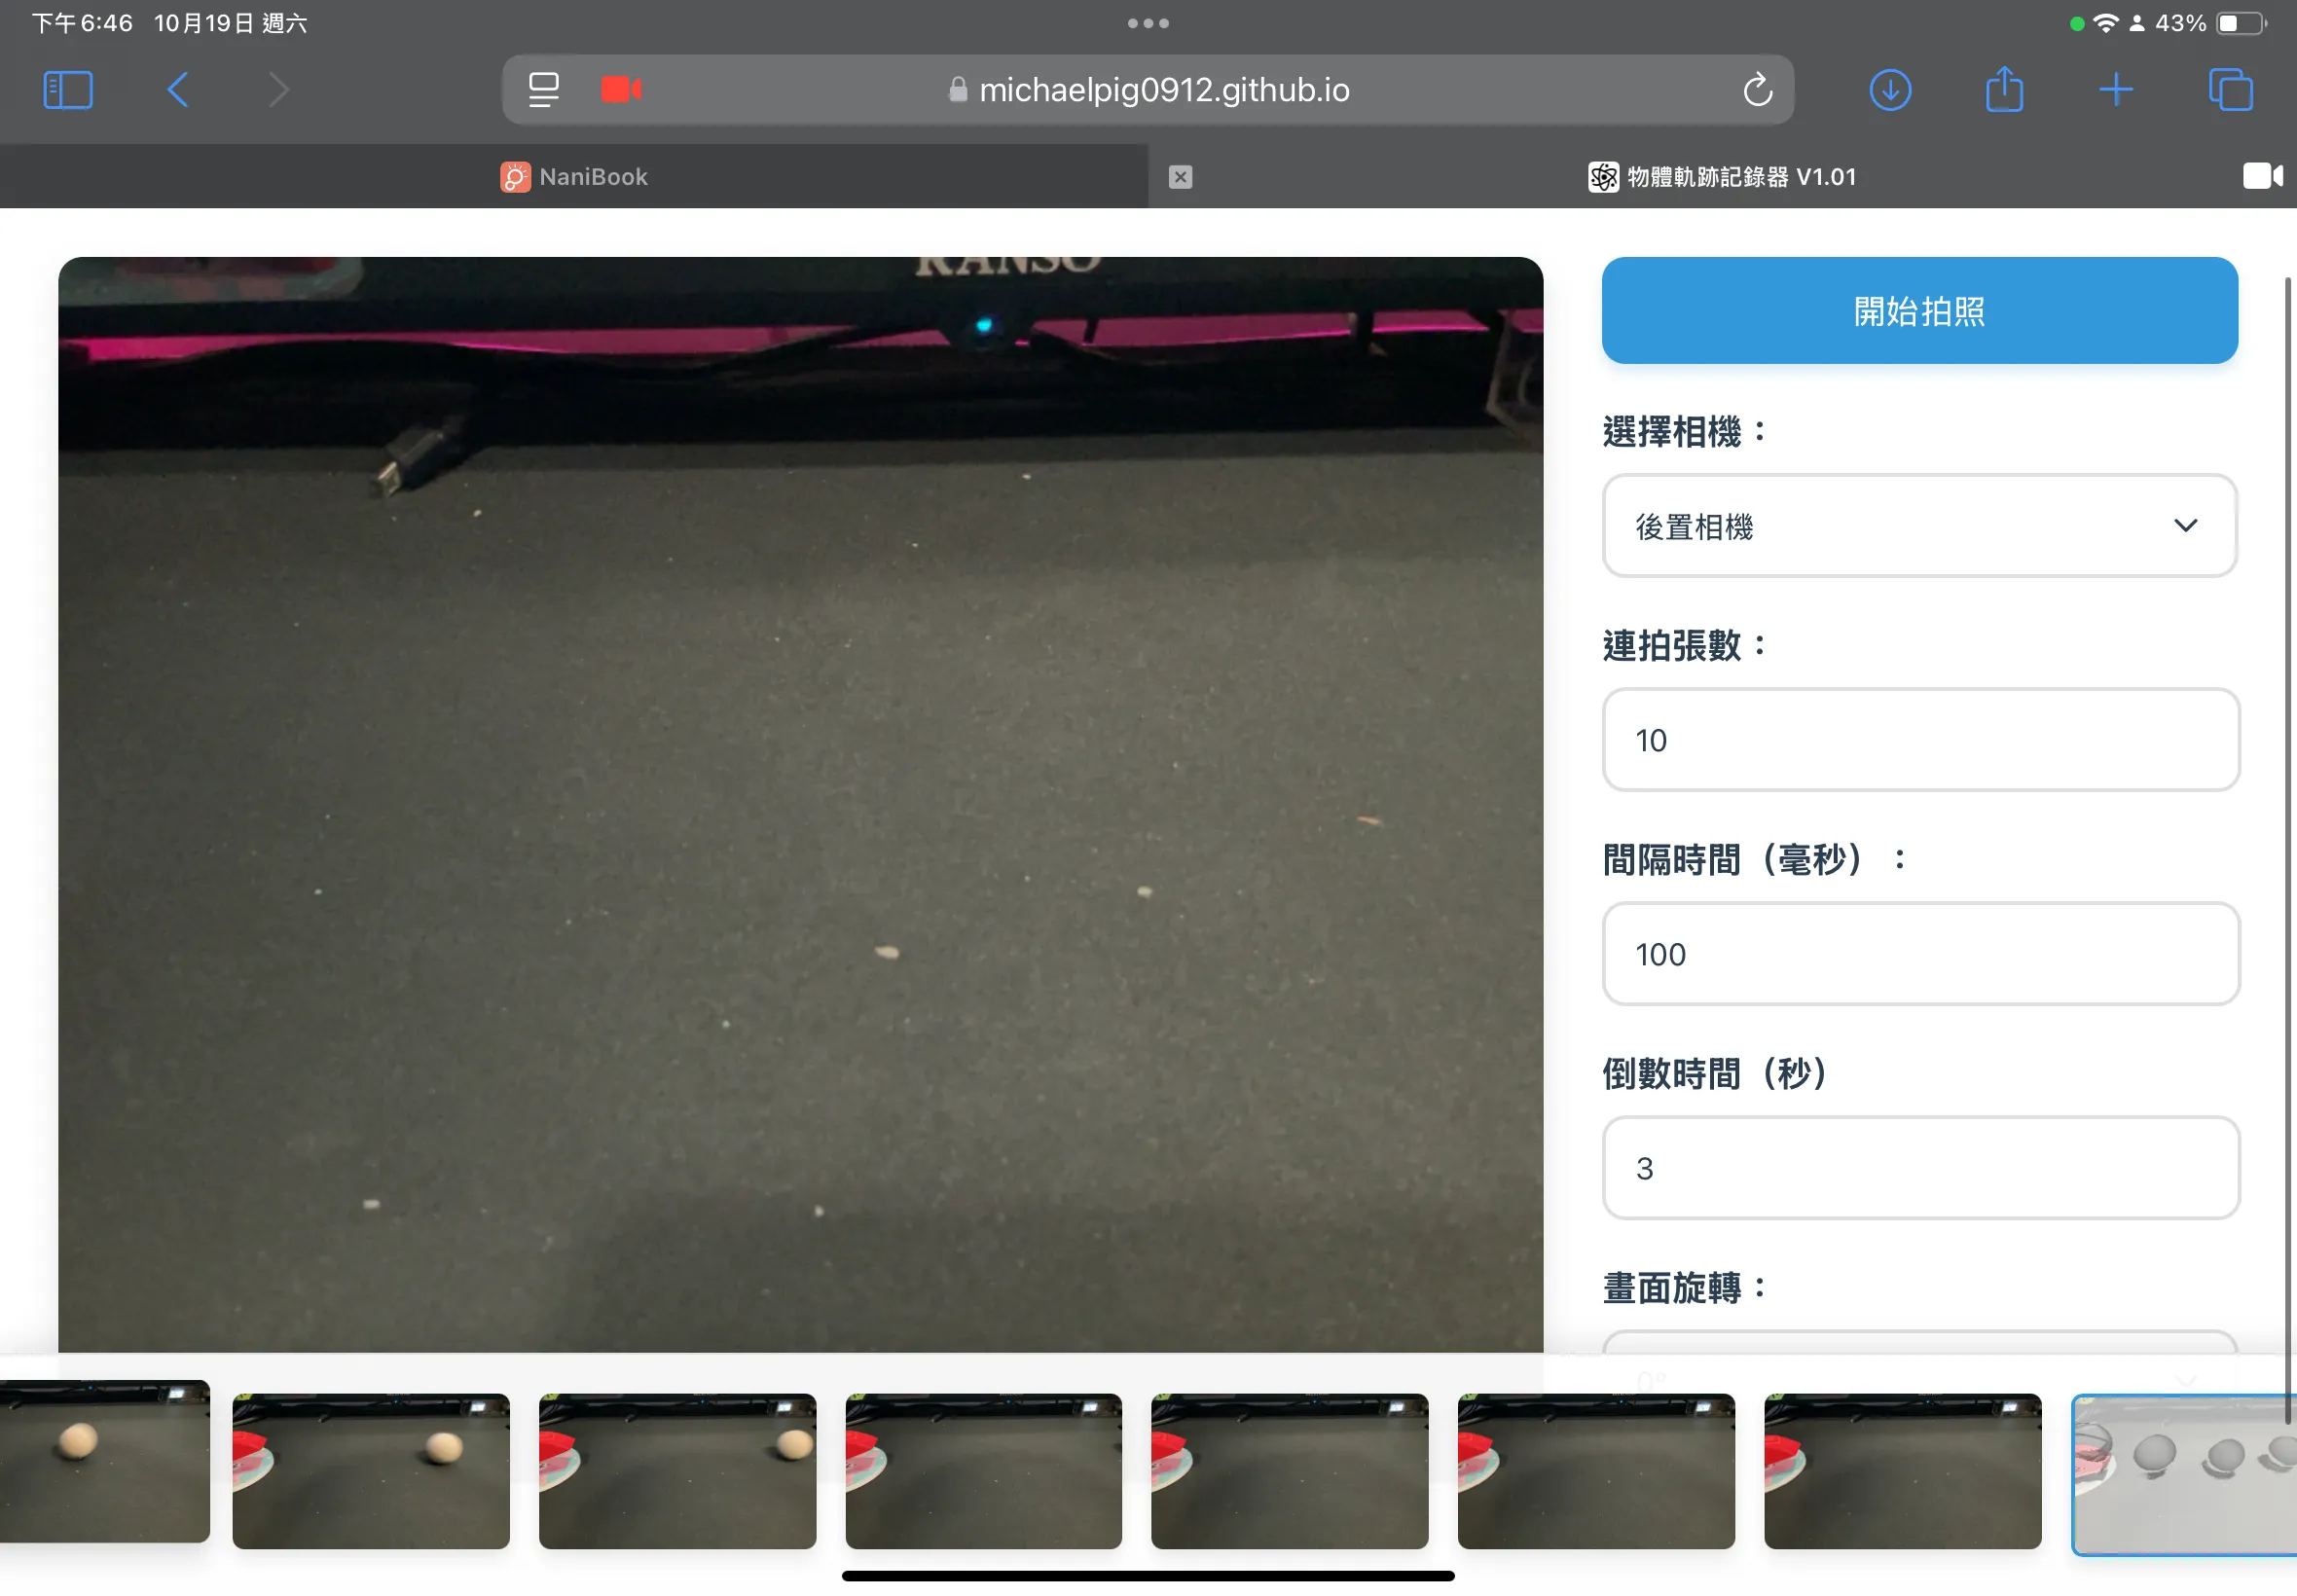 下午6:46 10月19日 週六
43%
michaelpig0912.github.io
NaniBook
物體軌跡記錄器 V1.01
KANSO
開始拍照
選擇相機：
後置相機
連拍張數：
10
間隔時間（毫秒）：
100
倒數時間（秒）
3
畫面旋轉：
0°